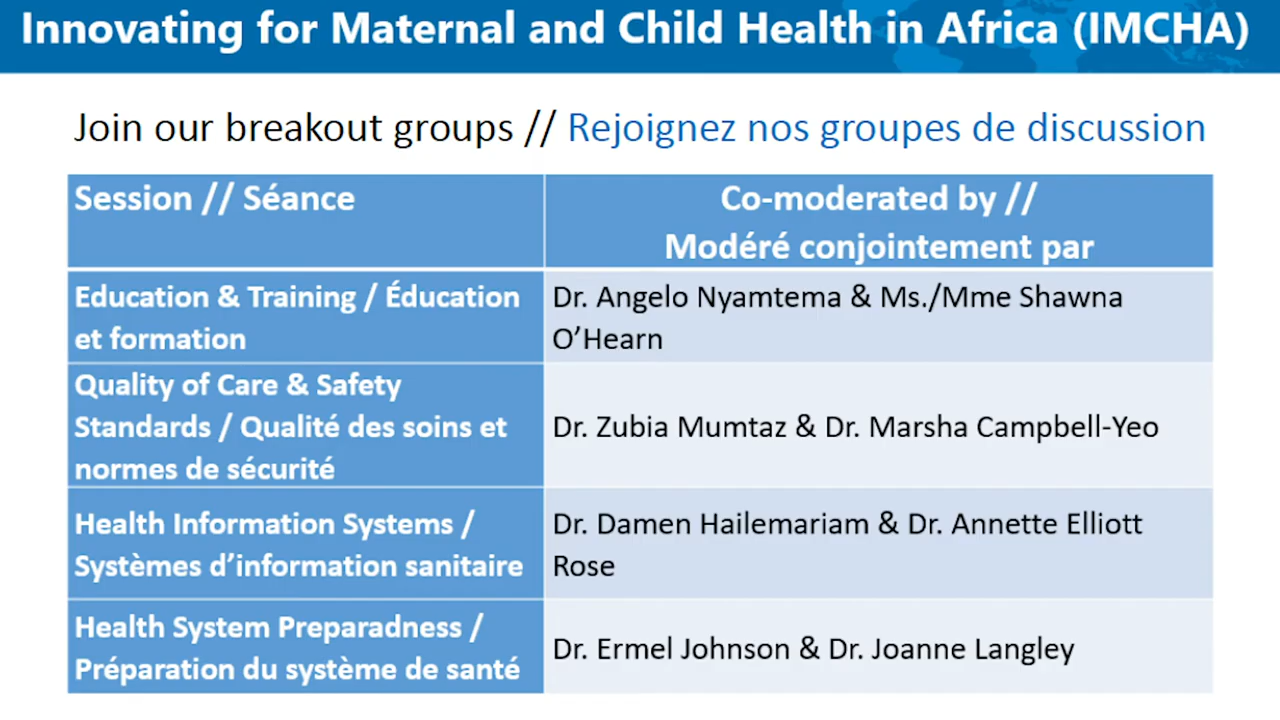 Innovating for Maternal and Child Health in Africa (IMCHA)
Join our breakout groups // Rejoignez nos groupes de discussion
Session // Séance
Co-moderated by //
Modéré conjointement par
Education & Training / Éducation
et formation
Dr. Angelo Nyamtema & Ms./Mme Shawna
O’Hearn
Quality of Care & Safety
Standards / Qualité des soins et
normes de sécurité
Dr. Zubia Mumtaz & Dr. Marsha Campbell-Yeo
Health Information Systems /
Systèmes d’information sanitaire
Dr. Damen Hailemariam & Dr. Annette Elliott
Rose
Health System Preparadness /
Préparation du système de santé
Dr. Ermel Johnson & Dr. Joanne Langley